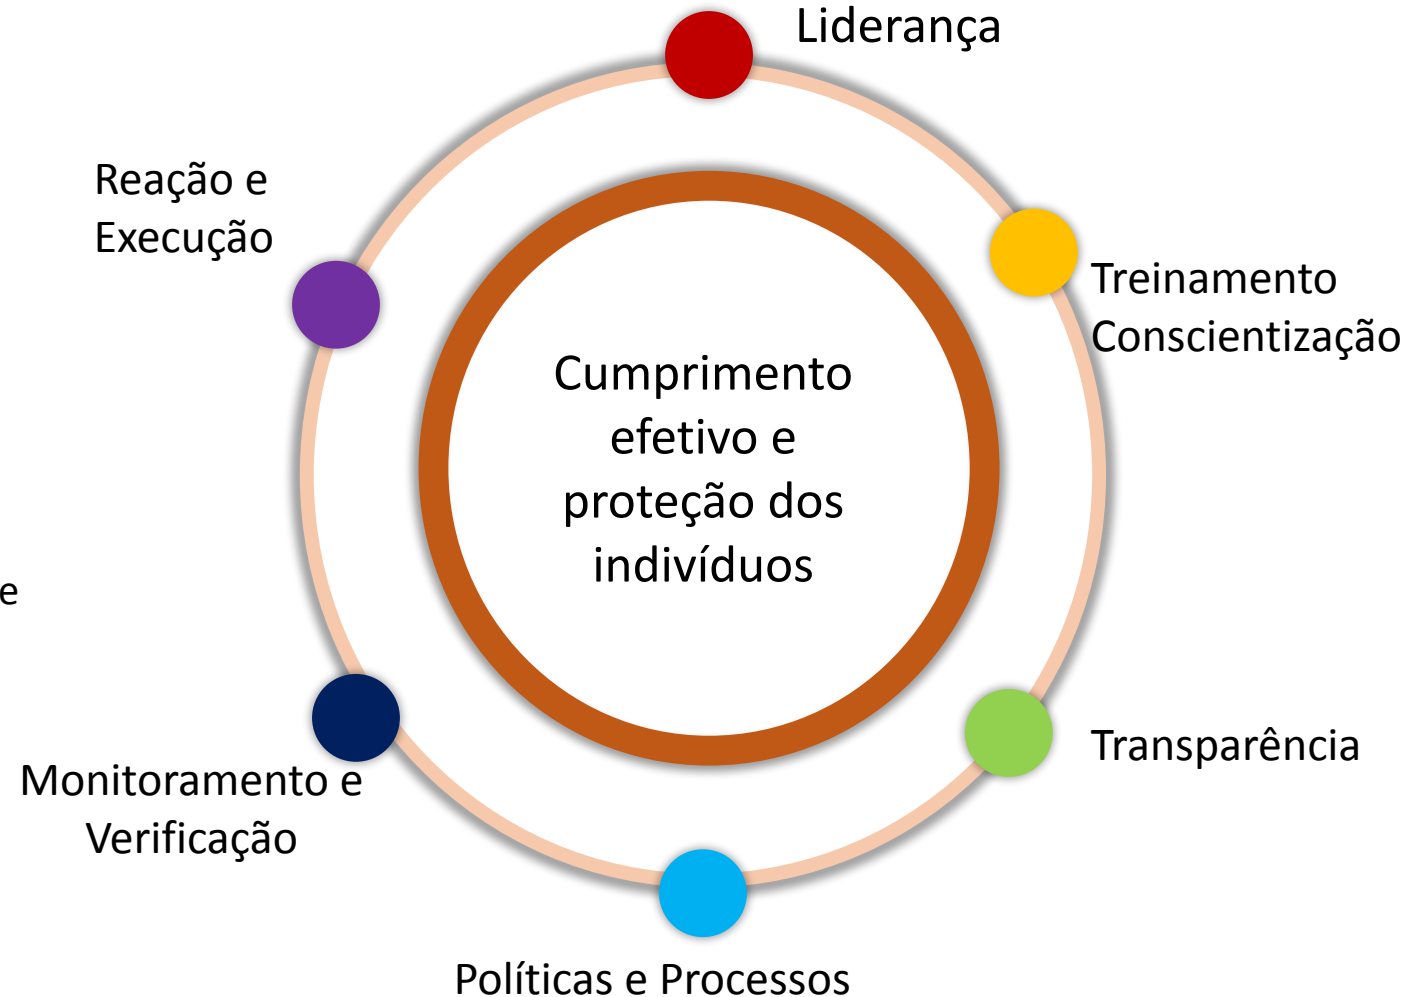 Liderança
Reação e
Execução
Treinamento
Conscientização
Cumprimento
efetivo e
proteção dos
indivíduos
e
Transparência
Monitoramento e
Verificação
Políticas e Processos